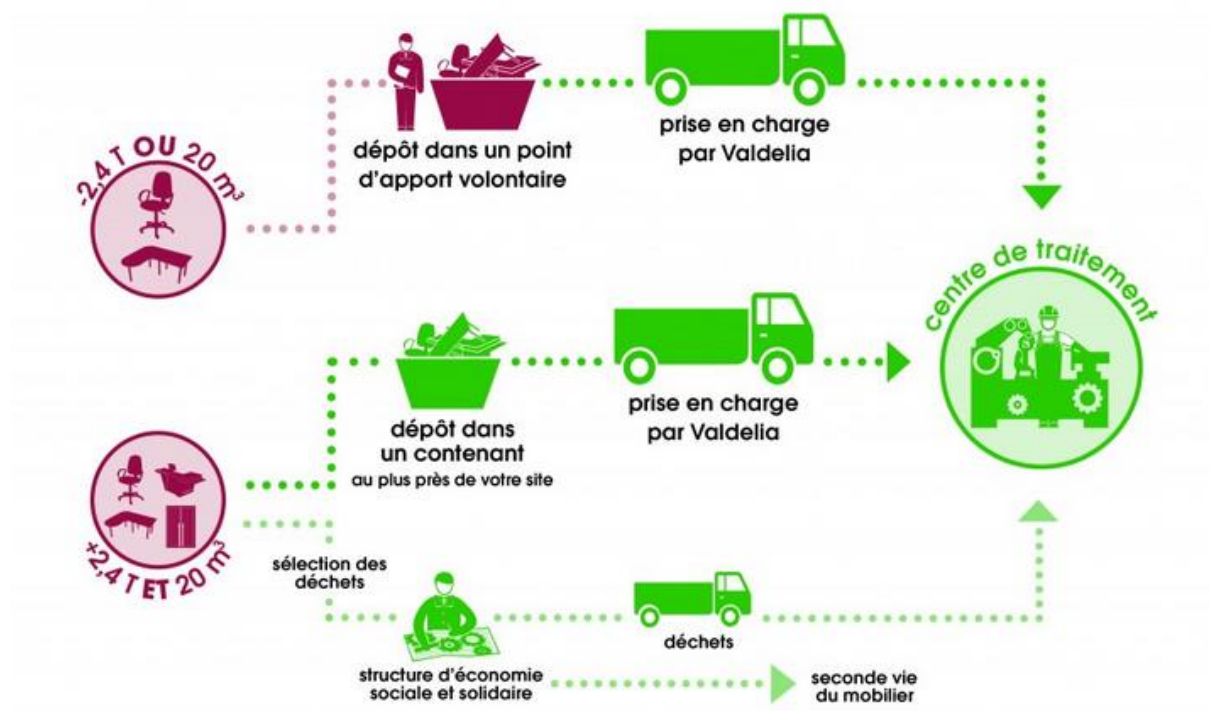 -2,4 T OU 20 m³
dépôt dans un point
d'apport volontaire
prise en charge
par Valdelia
centre de traitement
dépôt dans
un contenant
au plus près de votre site
prise en charge
par Valdelia
+2,4 T ET 20 m³
sélection des
déchets
déchets
structure d'économie
sociale et solidaire
seconde vie
du mobilier